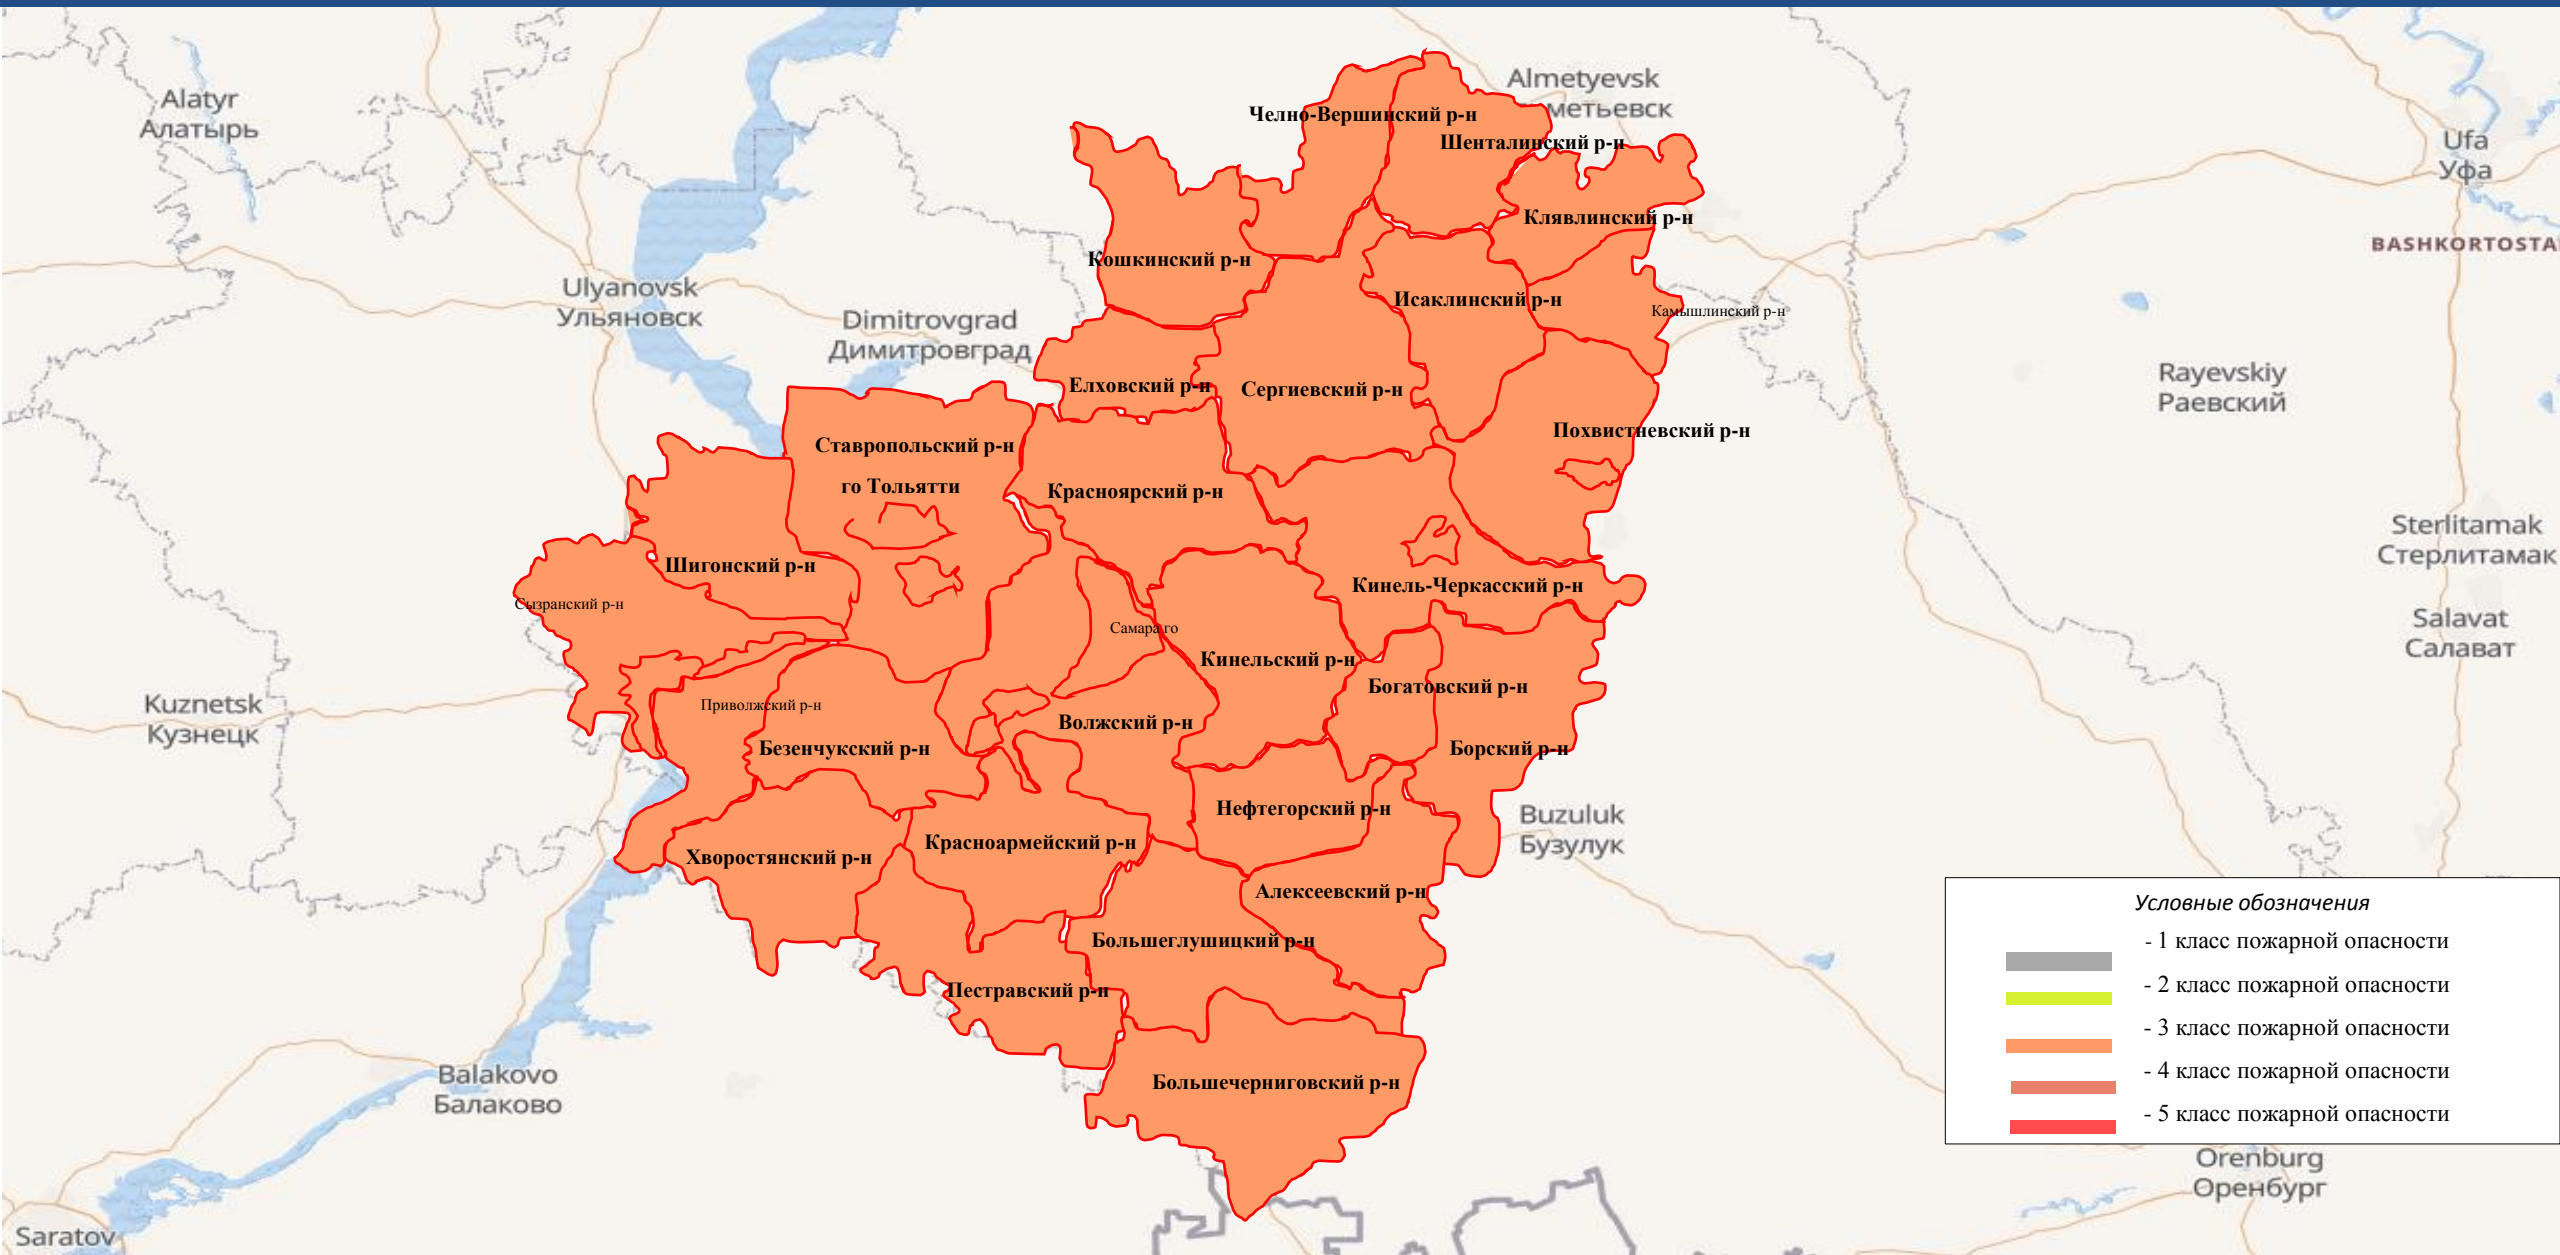 Almetyevsk
метьевск
Alatyr
Алатырь
Челно-Вершинский р-н
Шенталинский р-н
Ufa
Уфа
Клявлинский р-н
BASHKORTOSTA
Кошкинский р-н
Ulyanovsk
Ульяновск
Исаклинский р-н
Камышлинский р-н
Dimitrovgrad
Димитровград
Елховский р-н
Сергиевский р-н
Rayevskiy
Раевский
Ставропольский р-н
Похвистневский р-н
го Тольятти
Красноярский р-н
Sterlitamak
Стерлитамак
Шигонский р-н
Кинель-Черкасский р-н
Сызранский р-н
Самара го
Salavat
Салават
Кинельский р-н
Богатовский р-н
Kuznetsk
Кузнецк
Приволжский р-н
Волжский р-н
Безенчукский р-н
Борский р-н
Нефтегорский р-н
Buzuluk
Бузулук
Красноармейский р-н
Хворостянский р-н
Алексеевский р-н
Большеглушицкий р-н
Пестравский р-н
Условные обозначения
- 1 класс пожарной опасности
- 2 класс пожарной опасности
- 3 класс пожарной опасности
- 4 класс пожарной опасности
- 5 класс пожарной опасности
Balakovo
Балаково
Большечерниговский р-н
Orenburg
Оренбург
Saratov